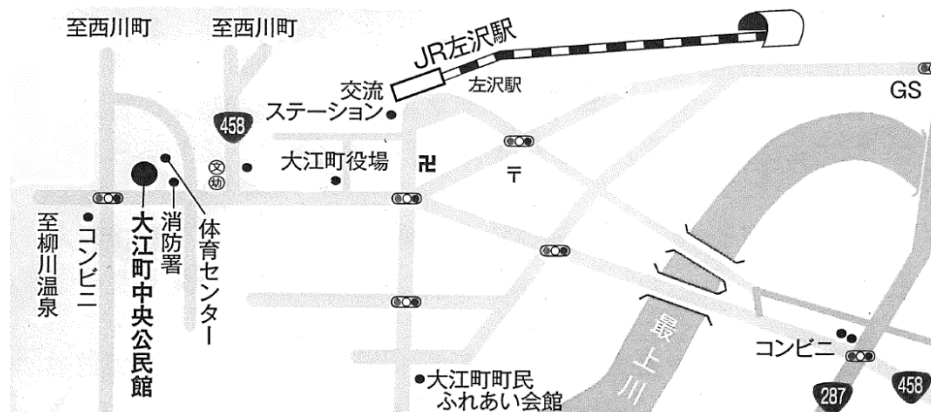 至西川町
至西川町
JR左沢駅
左沢駅
交流
ステーション
458
GS
文
幼
大江町役場
卍
〒
至柳川温泉
コンビニ
大江町中央公民館
消防署
体育センター
最上川
コンビニ
大江町町民
ふれあい会館
287
458